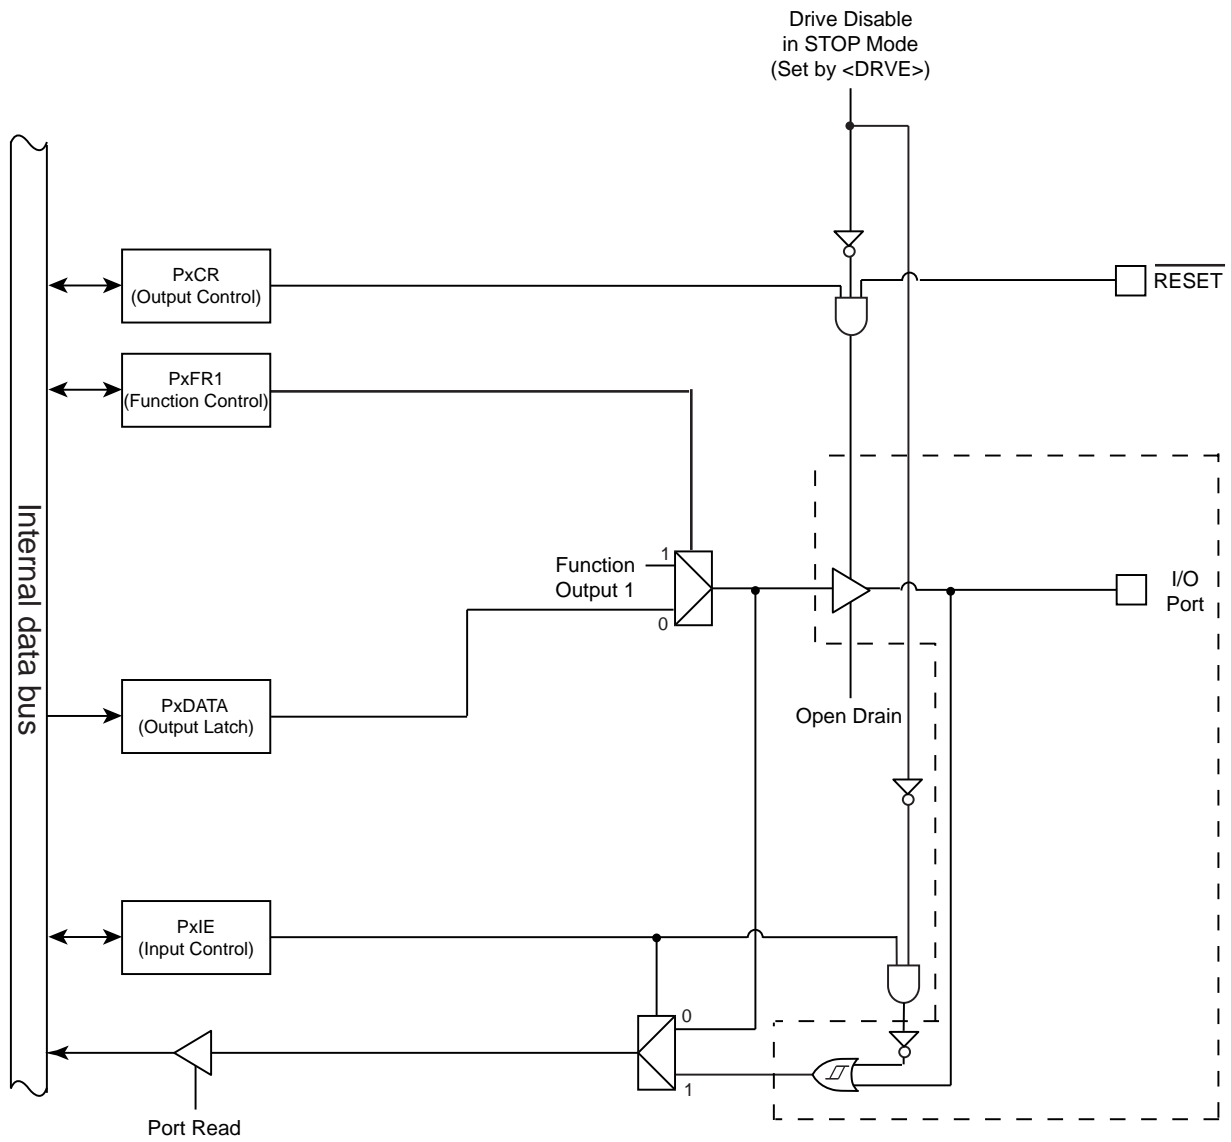 Drive Disable
in STOP Mode
(Set by <DRVE>)
PxCR
(Output Control)
RESET
PxFR1
(Function Control)
Internal data bus
1
Function
Output 1
0
I/O
Port
PxDATA
(Output Latch)
Open Drain
PxIE
(Input Control)
0
1
Port Read